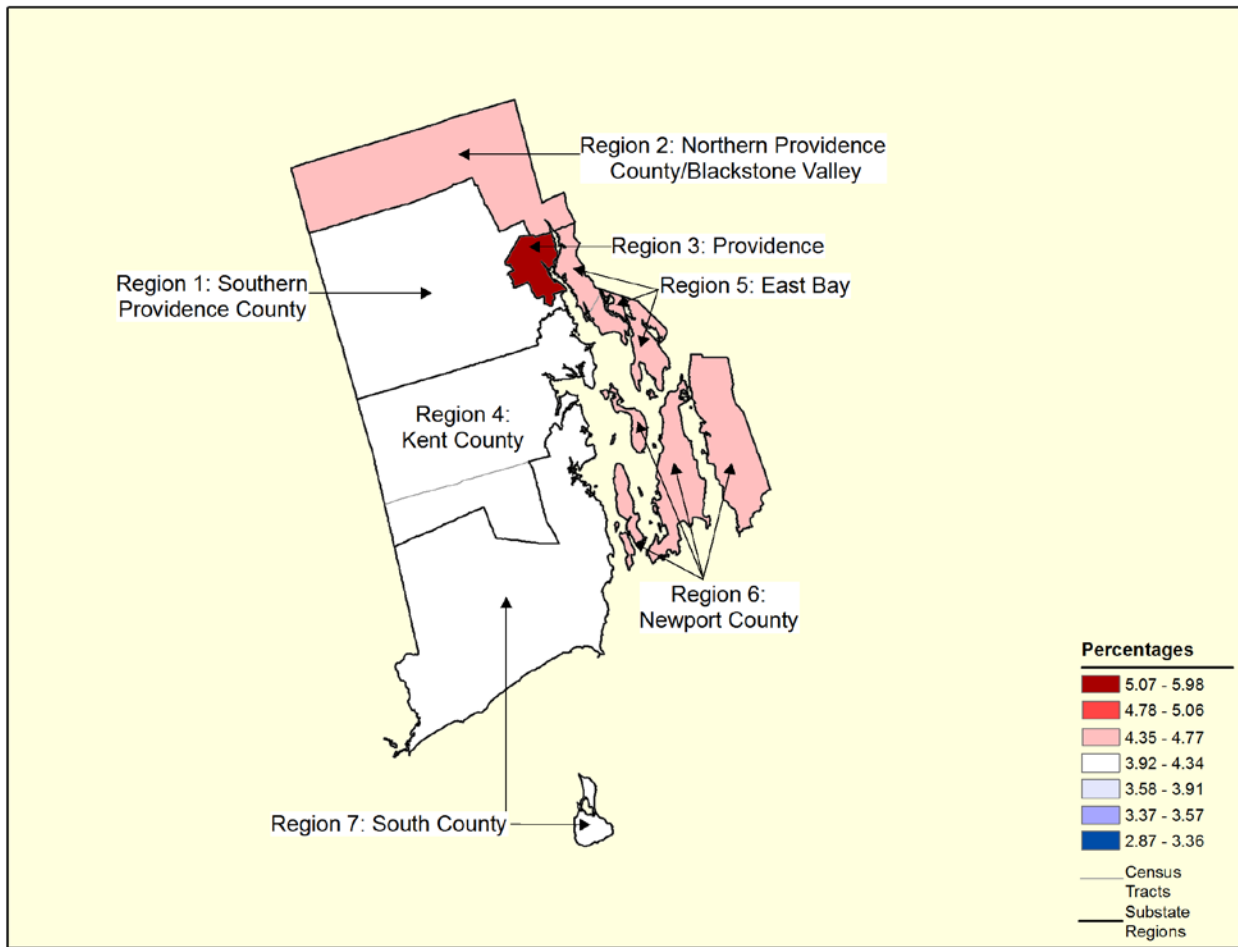 Region 2: Northern Providence
County/Blackstone Valley
Region 3: Providence
Region 1: Southern
Providence County
Region 5: East Bay
Region 4:
Kent County
Region 6:
Newport County
Region 7: South County
Percentages
5.07 - 5.98
4.78 - 5.06
4.35 - 4.77
3.92 - 4.34
3.58 - 3.91
3.37 - 3.57
2.87 - 3.36
Census
Tracts
Substate
Regions